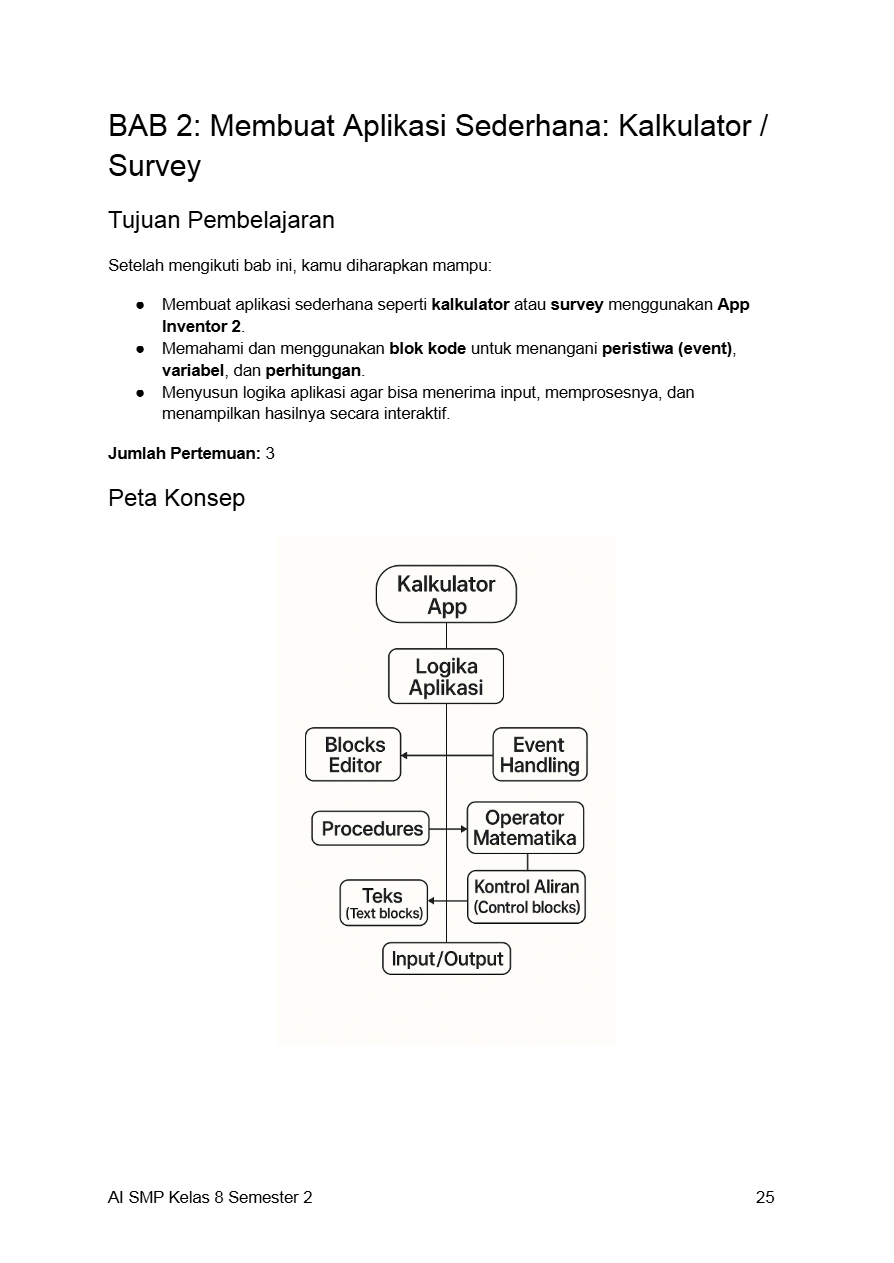 BAB 2: Membuat Aplikasi Sederhana: Kalkulator /
Survey
Tujuan Pembelajaran
Setelah mengikuti bab ini, kamu diharapkan mampu:
● Membuat aplikasi sederhana seperti kalkulator atau survey menggunakan App
Inventor 2.
● Memahami dan menggunakan blok kode untuk menangani peristiwa (event),
variabel, dan perhitungan.
● Menyusun logika aplikasi agar bisa menerima input, memprosesnya, dan
menampilkan hasilnya secara interaktif.
Jumlah Pertemuan: 3
Peta Konsep
Kalkulator
App
Logika
Aplikasi
Blocks
Editor
Event
Handling
Procedures
Operator
Matematika
Teks
(Text blocks)
Kontrol Aliran
(Control blocks)
Input/Output
AI SMP Kelas 8 Semester 2
25